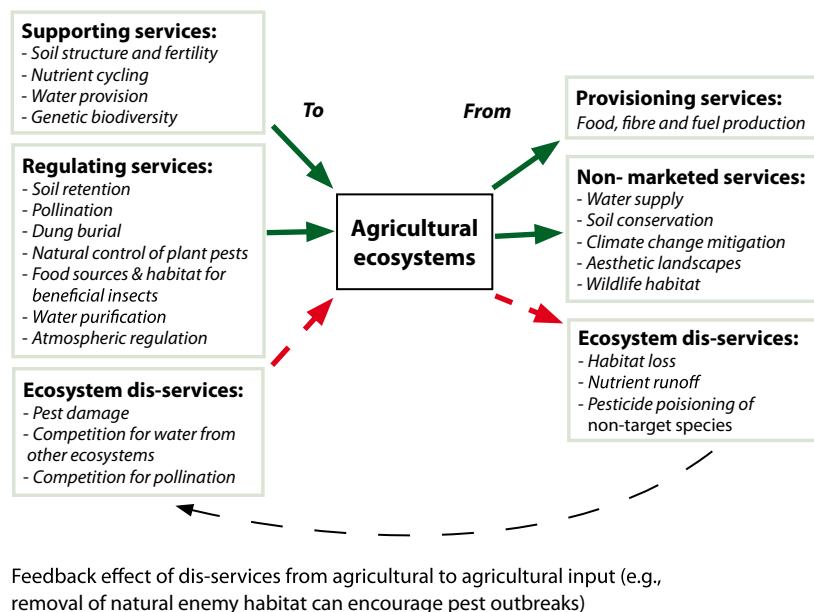 Supporting services:
- Soil structure and fertility
- Nutrient cycling
- Water provision
- Genetic biodiversity
Regulating services:
- Soil retention
- Pollination
- Dung burial
- Natural control of plant pests
- Food sources & habitat for
beneficial insects
- Water purification
- Atmospheric regulation
Ecosystem dis-services:
- Pest damage
- Competition for water from
other ecosystems
- Competition for pollination
To
From
Agricultural
ecosystems
Provisioning services:
Food, fibre and fuel production
Non- marketed services:
- Water supply
- Soil conservation
- Climate change mitigation
- Aesthetic landscapes
- Wildlife habitat
Ecosystem dis-services:
- Habitat loss
- Nutrient runoff
- Pesticide poisioning of
non-target species
Feedback effect of dis-services from agricultural to agricultural input (e.g.,
removal of natural enemy habitat can encourage pest outbreaks)